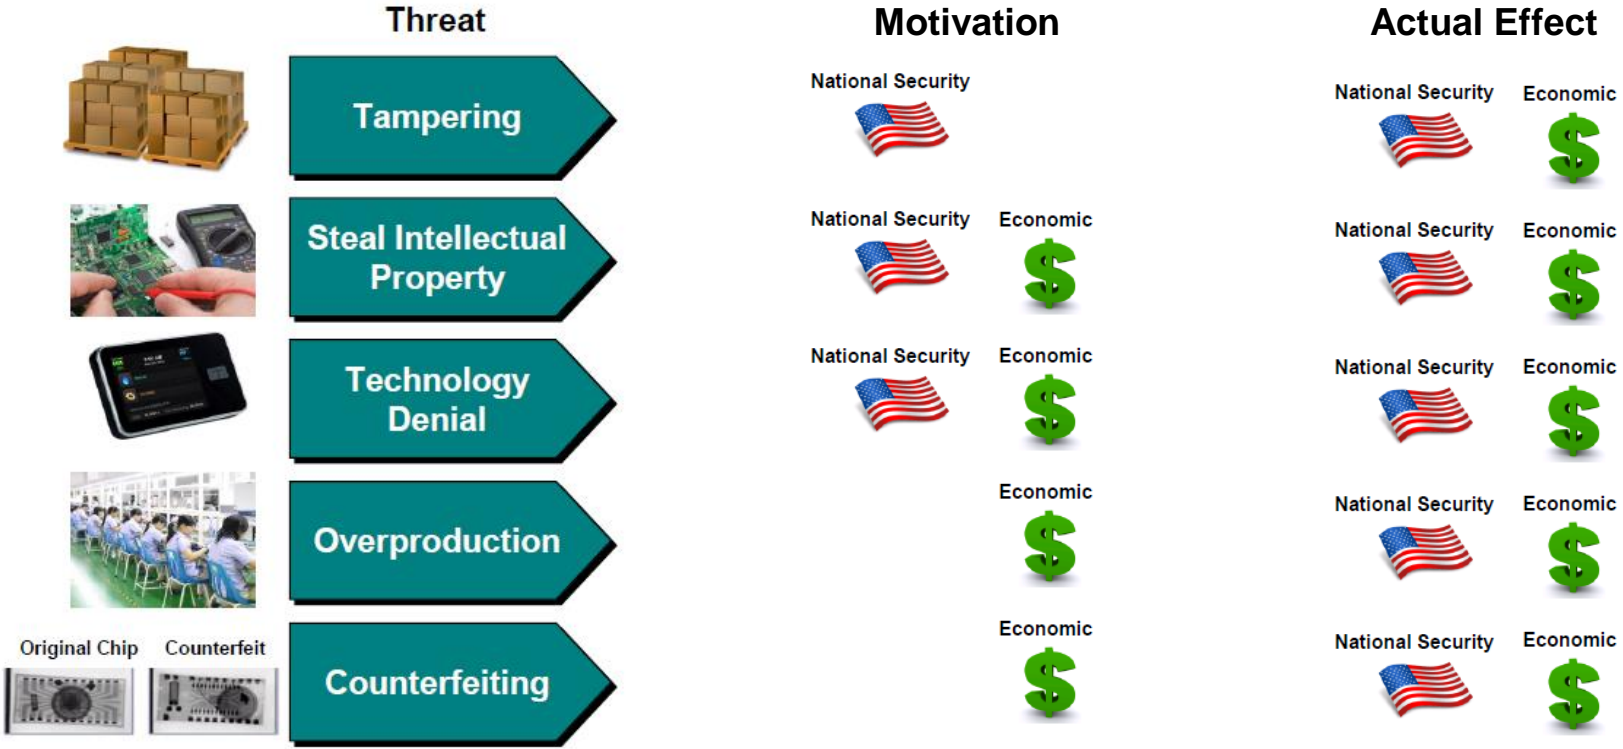 Threat
Motivation
Actual Effect
Tampering
National Security
National Security
Economic
Steal Intellectual
Property
National Security
Economic
National Security
Economic
Technology
Denial
National Security
Economic
National Security
Economic
Overproduction
Economic
National Security
Economic
Original Chip
Counterfeit
Counterfeiting
Economic
National Security
Economic